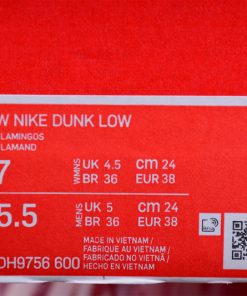 W NIKE DUNK LOW
FLAMINGOS
FLAMAND
7 WMNS UK 4.5 cm 24
BR 36 EUR 38
5.5 MENS UK 5 cm 24
BR 36 EUR 38
MADE IN VIETNAM /
FABRIQUE AU VIETNAM /
FABRICADO NO VIETNÃ /
HECHO EN VIETNAM
DH9756 600